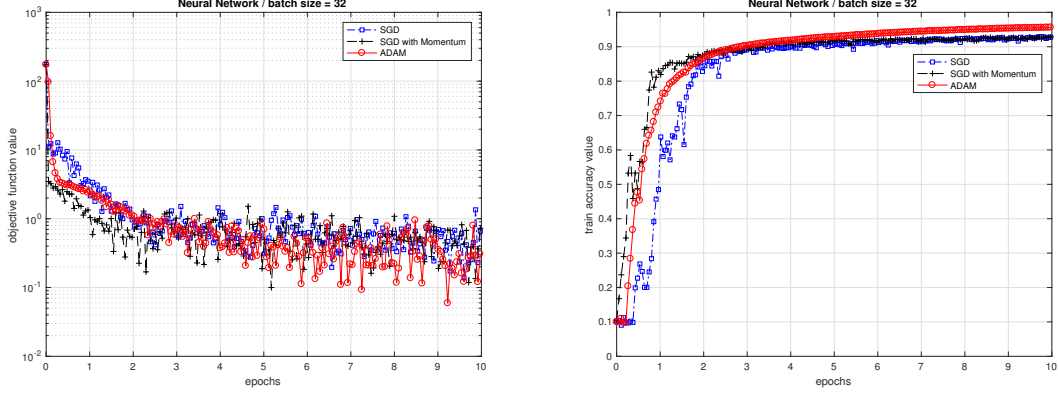 Neural Network / batch size = 32
10^3
10^2
10^1
10^0
10^-1
10^-2
objective function value
SGD
SGD with Momentum
ADAM
0 1 2 3 4 5 6 7 8 9 10
epochs
Neural Network / batch size = 32
1
0.9
0.8
0.7
0.6
0.5
0.4
0.3
0.2
0.1
0
train accuracy value
SGD
SGD with Momentum
ADAM
0 1 2 3 4 5 6 7 8 9 10
epochs